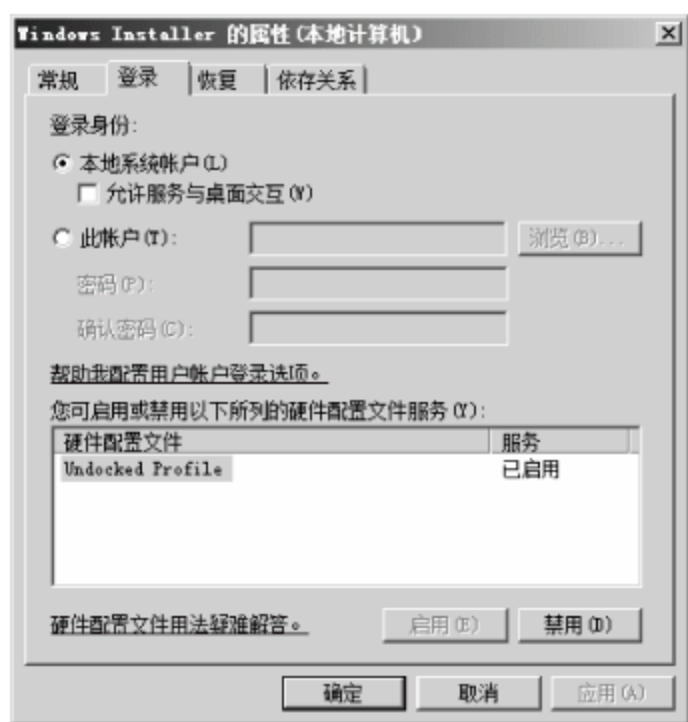 Windows Installer 的属性(本地计算机)
常规 登录 恢复 依存关系
登录身份:
本地系统帐户(L)
允许服务与桌面交互(W)
此帐户(T): 浏览(B)...
密码(P):
确认密码(C):
帮助我配置用户帐户登录选项。
您可启用或禁用以下所列的硬件配置文件服务(Y):
硬件配置文件 服务
Undocked Profile 已启用
硬件配置文件用法疑难解答。 启用(E) 禁用(D)
确定 取消 应用(A)